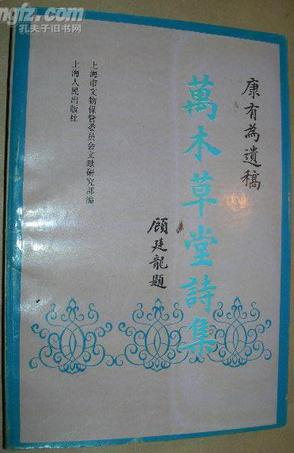 kongfz.com
孔夫子旧书网
康有為遺稿
萬木草堂詩集
顧廷龍題
上海市文物保管委員会文献研究部編
上海人民出版社